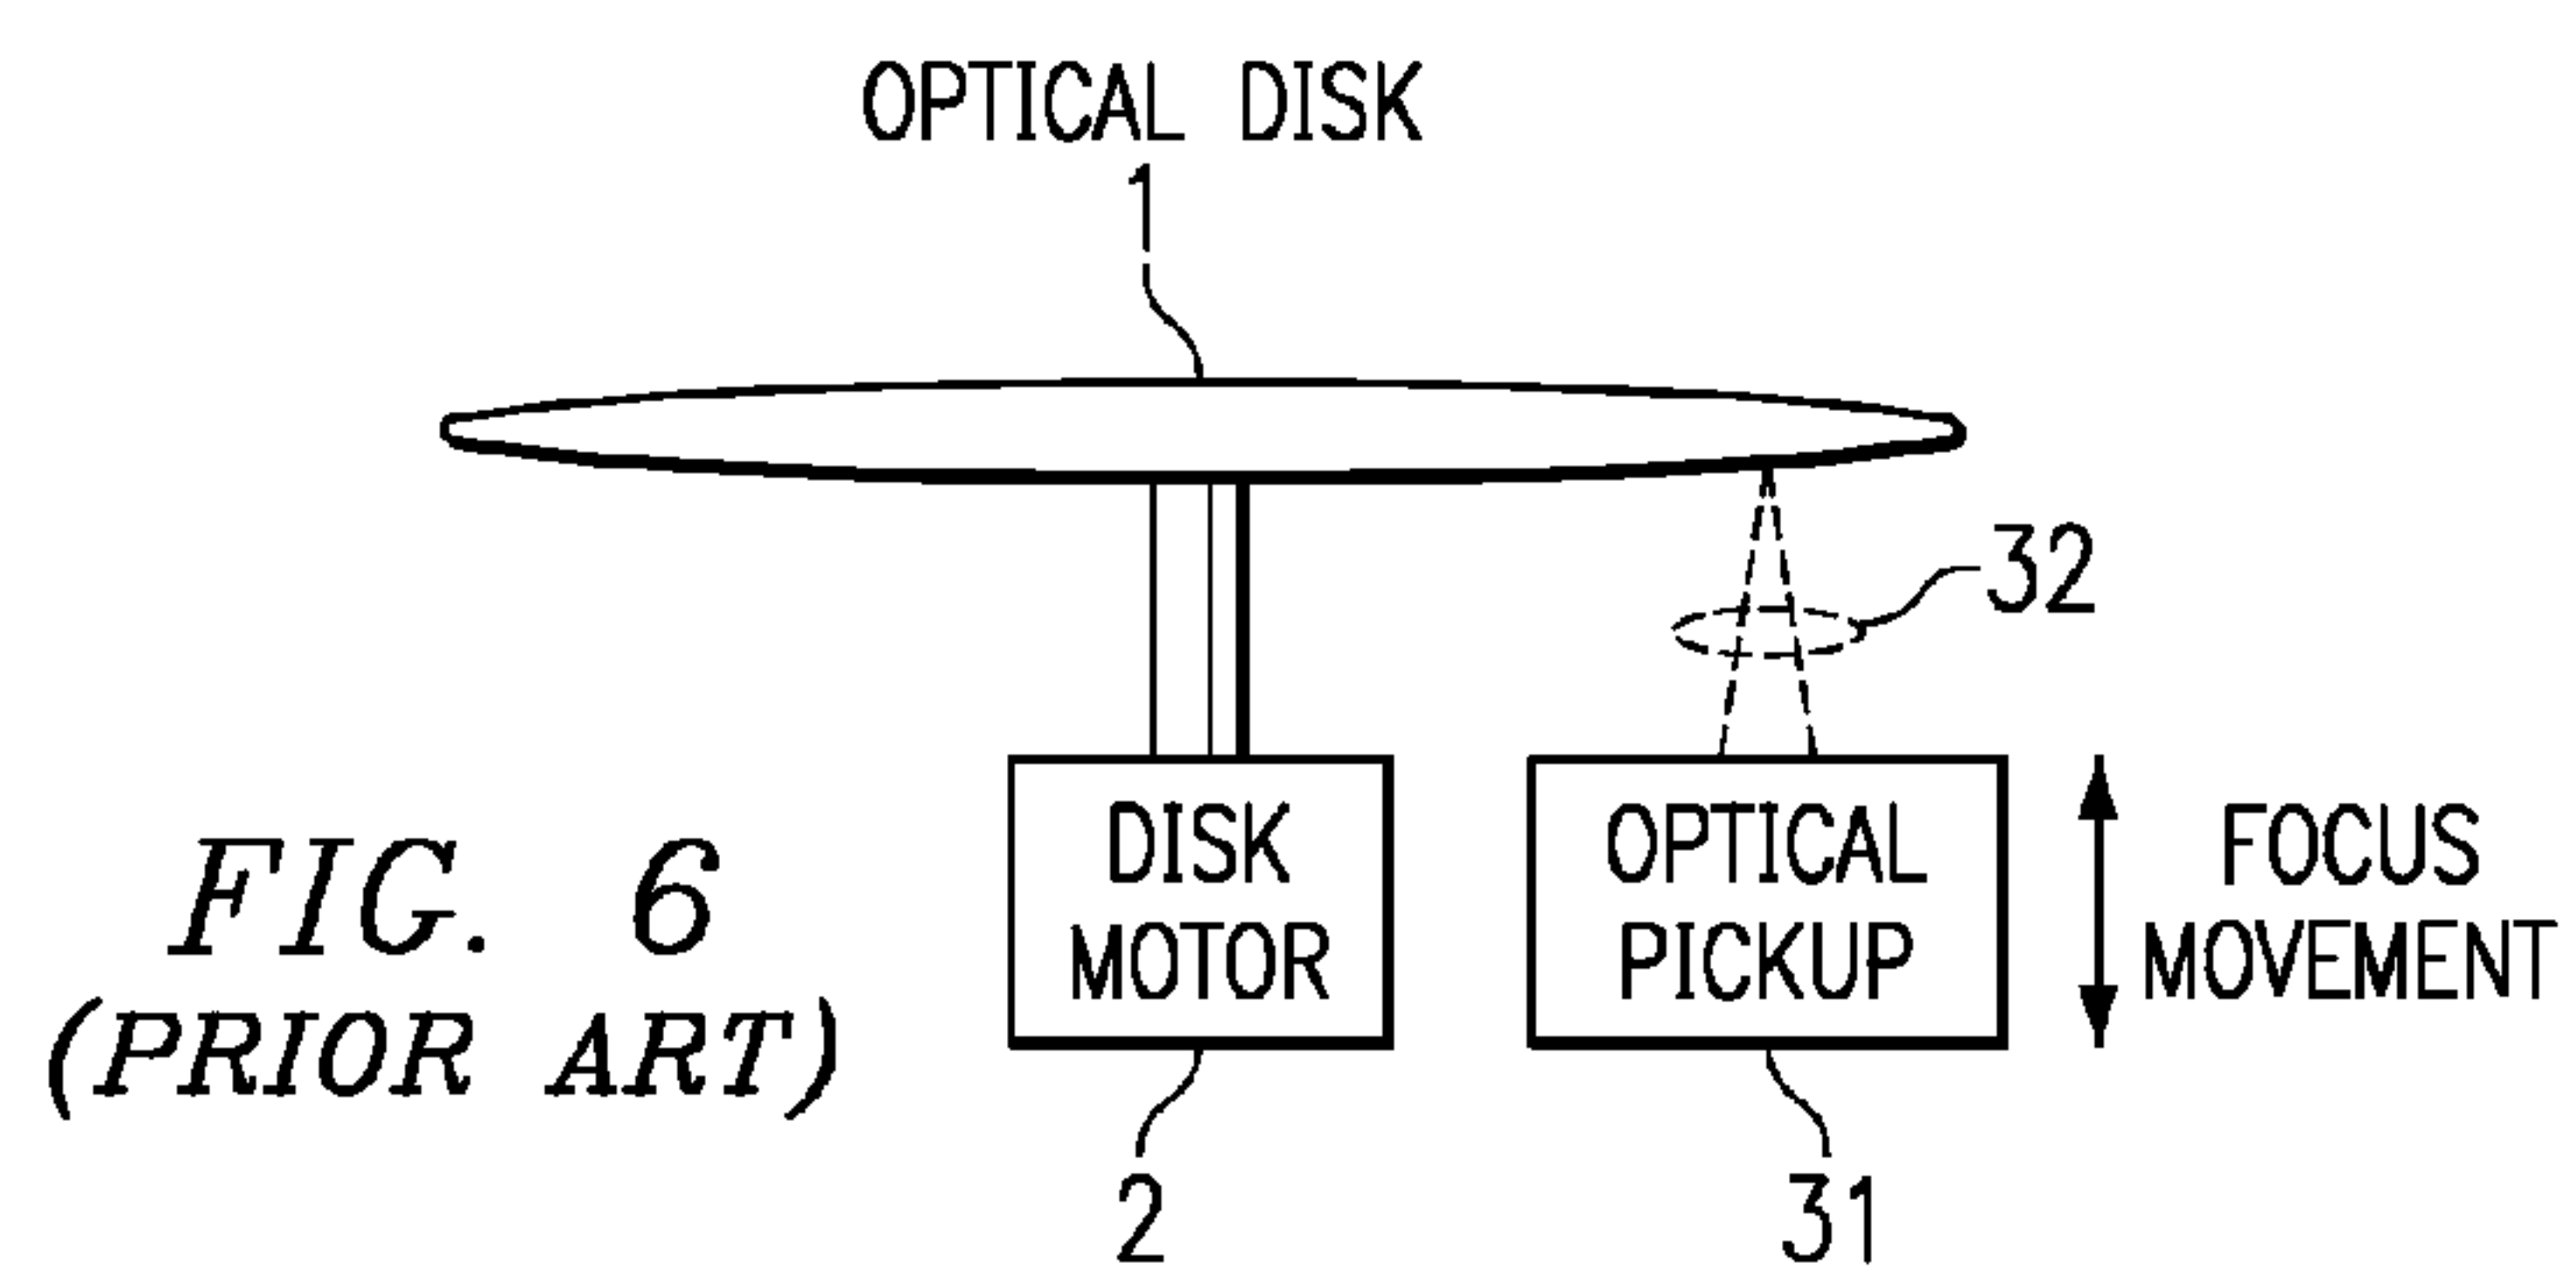 OPTICAL DISK
1
32
DISK
MOTOR
OPTICAL
PICKUP
FOCUS
MOVEMENT
2
31
FIG. 6
(PRIOR ART)